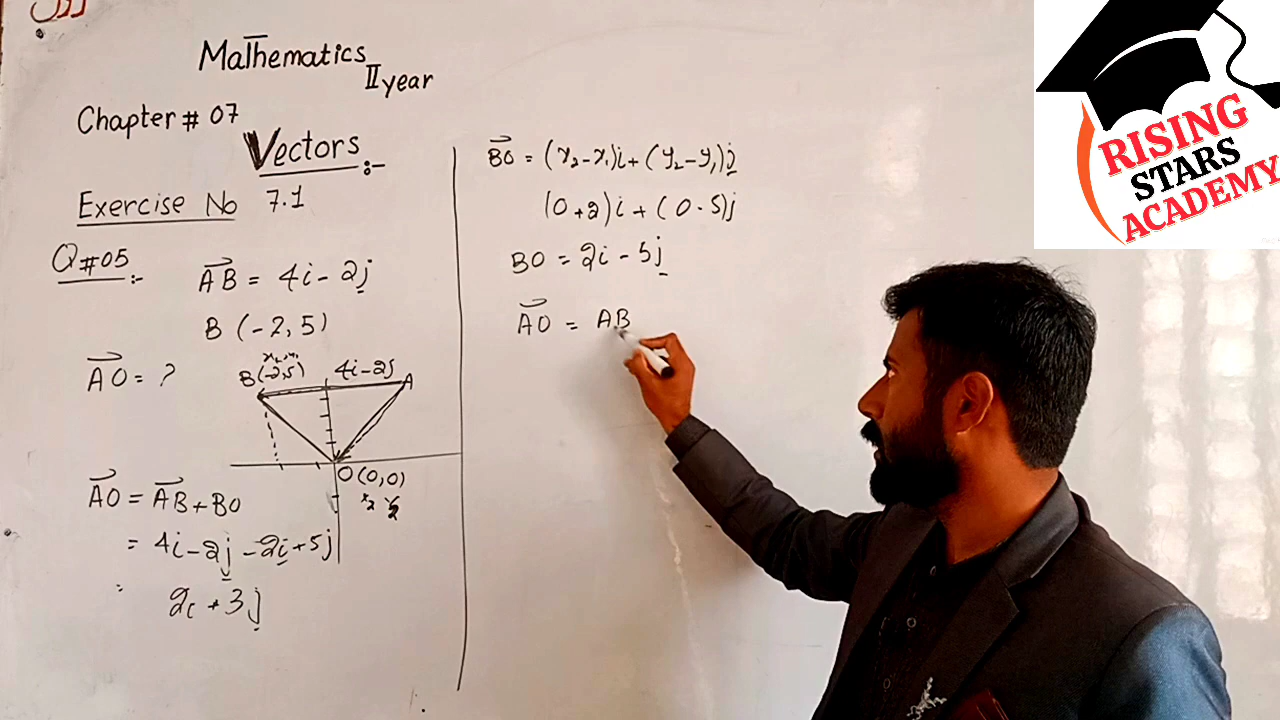 Mathematics
II year
Chapter # 07
Vectors :-
Exercise No 7.1
Q#05 :-
AB = 4i - 2j
B (-2, 5)
AO = ?
B(-2,5)
4i-2j
A
O(0,0)
x₂ y₂
AO = AB + BO
= 4i - 2j - 2i + 5j
= 2i + 3j
BO = (x₂-x₁)i + (y₂-y₁)j
(0+2)i + (0-5)j
BO = 2i - 5j
AO = AB
RISING
STARS
ACADEMY